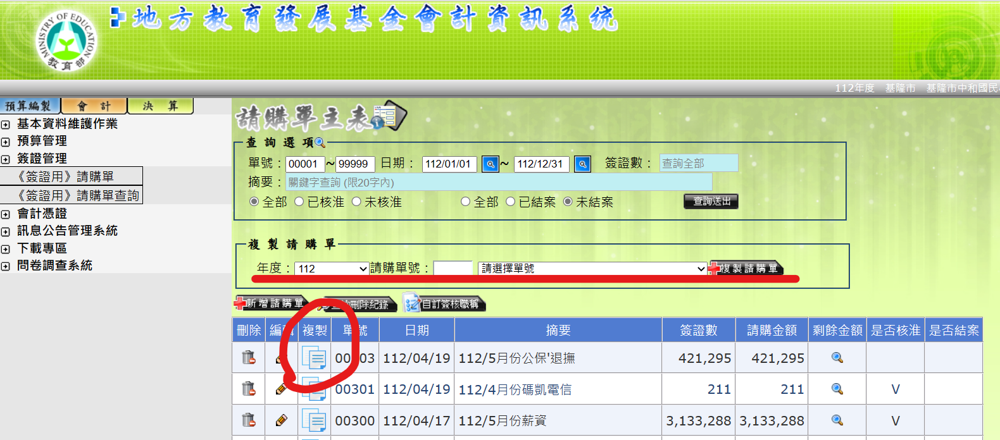 地方教育發展基金會計資訊系統
MINISTRY OF EDUCATION
教育部
112年度 基隆市 基隆市中和國民
預算編製 會計 決算
基本資料維護作業
預算管理
簽證管理
《簽證用》請購單
《簽證用》請購單查詢
會計憑證
訊息公告管理系統
下載專區
問卷調查系統
請購單主表
查詢選項
單號： 00001 ~ 99999 日期： 112/01/01 ~ 112/12/31 簽證數： 查詢全部
摘要： 關鍵字查詢 (限20字內)
全部 已核准 未核准 全部 已結案 未結案 查詢送出
複製請購單
年度： 112 請購單號： 請選擇單號 複製請購單
新增請購單 刪除紀錄 自訂簽核職稱
刪除 編 複製 單號 日期 摘要 簽證數 請購金額 剩餘金額 是否核准 是否結案
112/04/19 112/5月份公保'退撫 421,295 421,295
00301 112/04/19 112/4月份碼凱電信 211 211 V
00300 112/04/17 112/5月份薪資 3,133,288 3,133,288 V